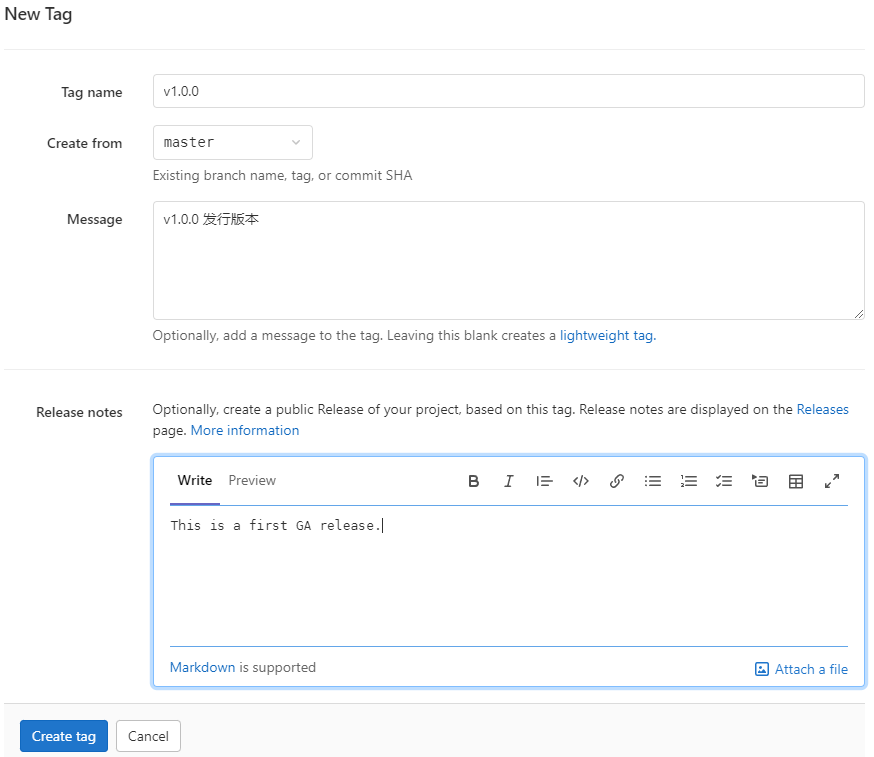 New Tag
Tag name
v1.0.0
Create from
master
Existing branch name, tag, or commit SHA
Message
v1.0.0 发行版本
Optionally, add a message to the tag. Leaving this blank creates a lightweight tag.
Release notes
Optionally, create a public Release of your project, based on this tag. Release notes are displayed on the Releases
page. More information
Write Preview
This is a first GA release.
Markdown is supported
Attach a file
Create tag Cancel